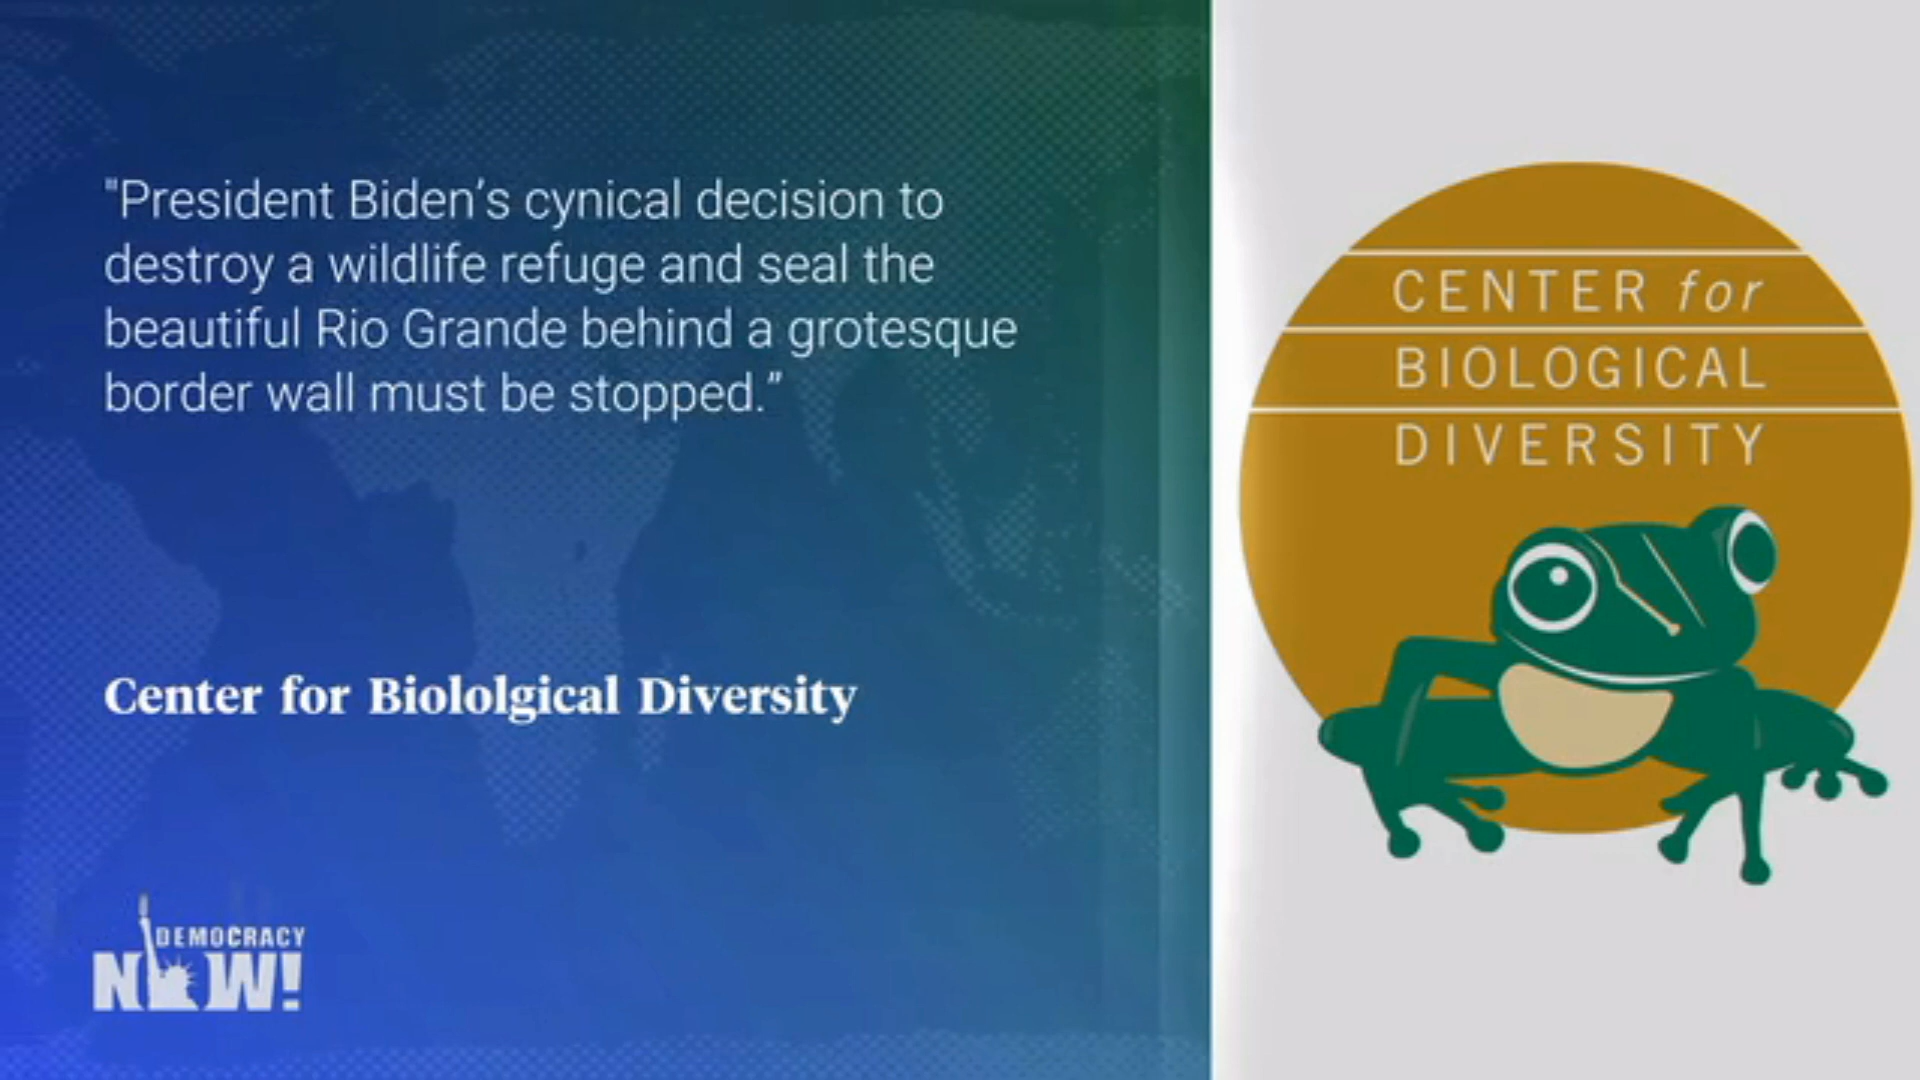 "President Biden’s cynical decision to
destroy a wildlife refuge and seal the
beautiful Rio Grande behind a grotesque
border wall must be stopped.”
Center for Biololgical Diversity
DEMOCRACY
NOW!
CENTER for
BIOLOGICAL
DIVERSITY